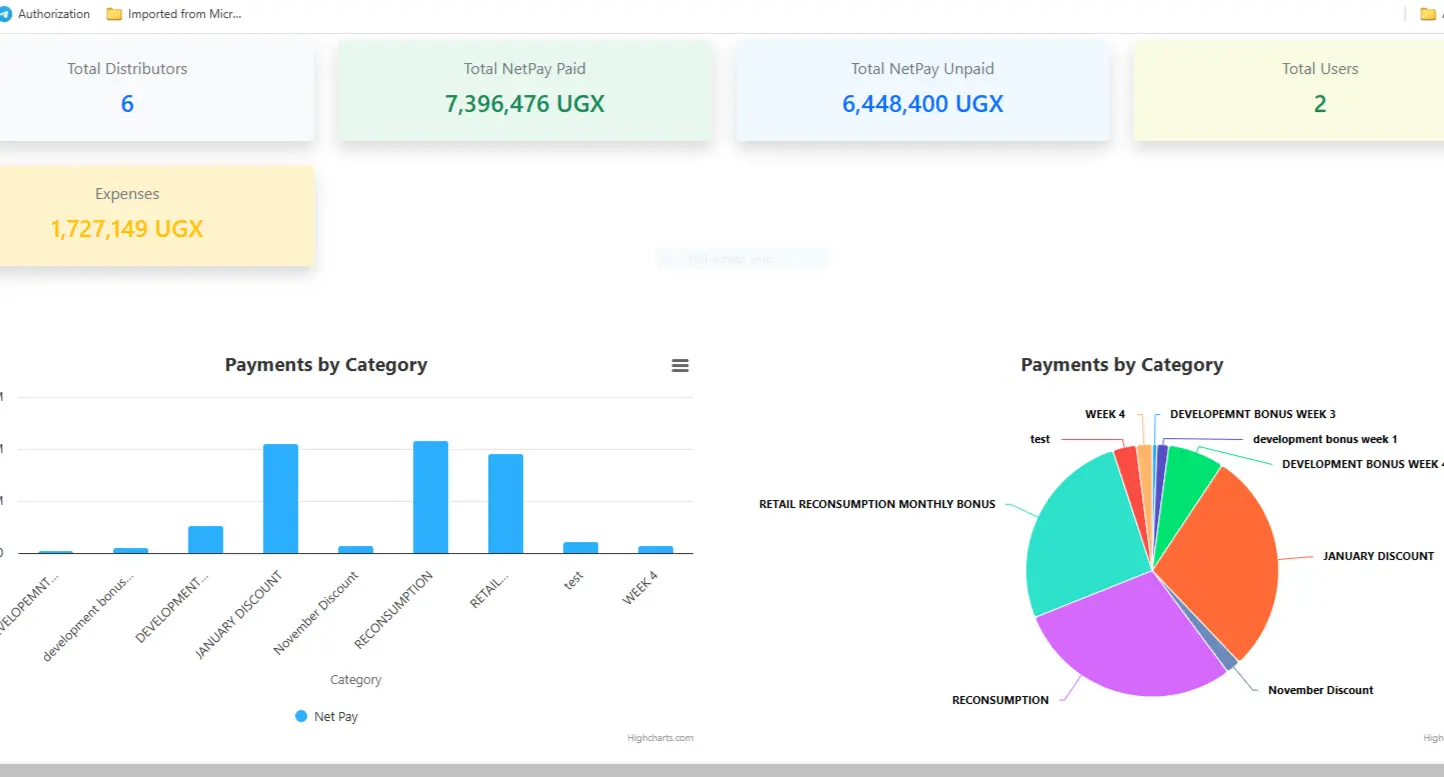 Authorization
Imported from Micr...
Total Distributors
6
Total NetPay Paid
7,396,476 UGX
Total NetPay Unpaid
6,448,400 UGX
Total Users
2
Expenses
1,727,149 UGX
Payments by Category
0
VELOPEMNT...
development bonus...
DEVELOPMENT...
JANUARY DISCOUNT
November Discount
RECONSUMPTION
RETAIL...
test
WEEK 4
Category
Net Pay
Highcharts.com
Payments by Category
WEEK 4
DEVELOPEMNT BONUS WEEK 3
test
development bonus week 1
DEVELOPMENT BONUS WEEK 4
RETAIL RECONSUMPTION MONTHLY BONUS
JANUARY DISCOUNT
November Discount
RECONSUMPTION
High